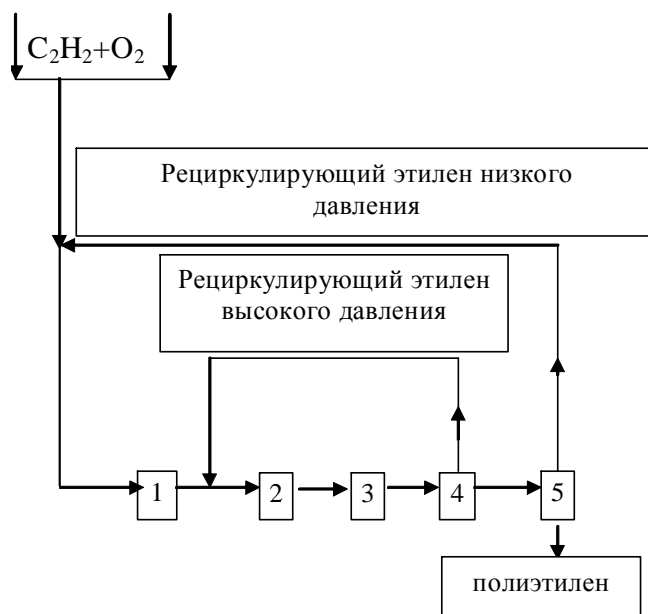 C₂H₂+O₂
Рециркулирующий этилен низкого
давления
Рециркулирующий этилен
высокого давления
1 2 3 4 5
полиэтилен